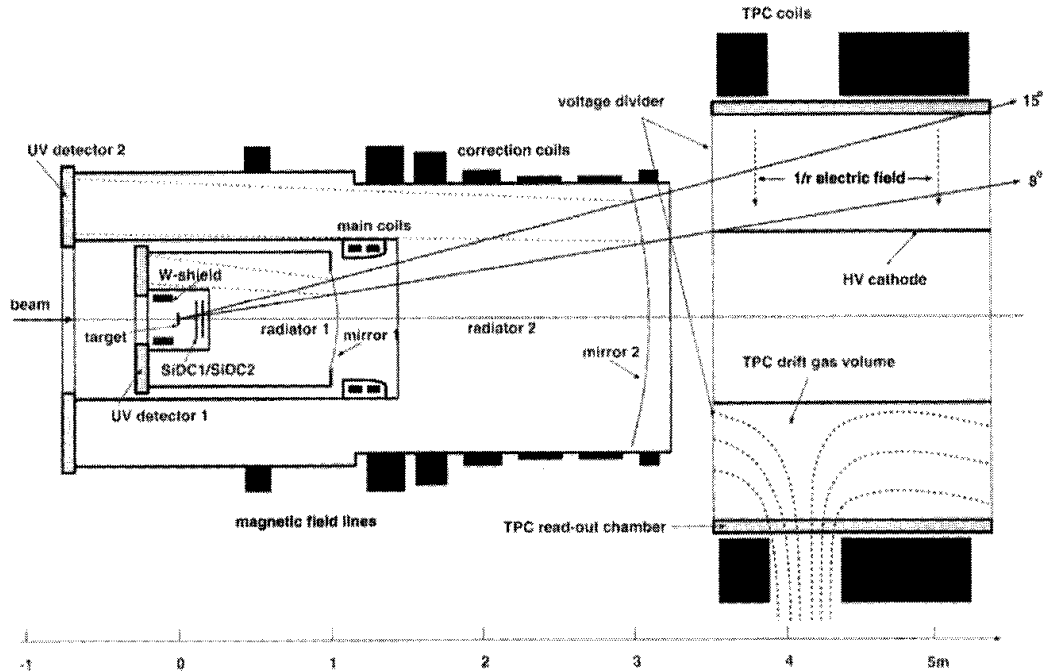 TPC coils
voltage divider
15°
UV detector 2
correction coils
1/r electric field
8°
main coils
W-shield
HV cathode
beam
target
radiator 1
mirror 1
radiator 2
mirror 2
SiDC1/SiDC2
TPC drift gas volume
UV detector 1
magnetic field lines
TPC read-out chamber
-1 0 1 2 3 4 5m